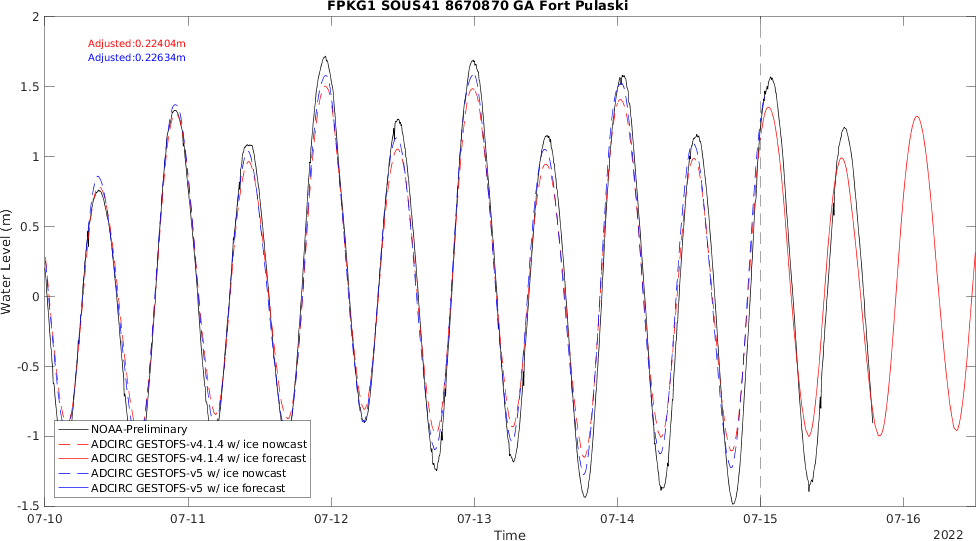 FPKG1 SOUS41 8670870 GA Fort Pulaski
2
Adjusted:0.22404m
Adjusted:0.22634m
1.5
1
0.5
0
-0.5
-1
-1.5
Water Level (m)
NOAA-Preliminary
ADCIRC GESTOFS-v4.1.4 w/ ice nowcast
ADCIRC GESTOFS-v4.1.4 w/ ice forecast
ADCIRC GESTOFS-v5 w/ ice nowcast
ADCIRC GESTOFS-v5 w/ ice forecast
07-10 07-11 07-12 07-13 07-14 07-15 07-16
Time
2022